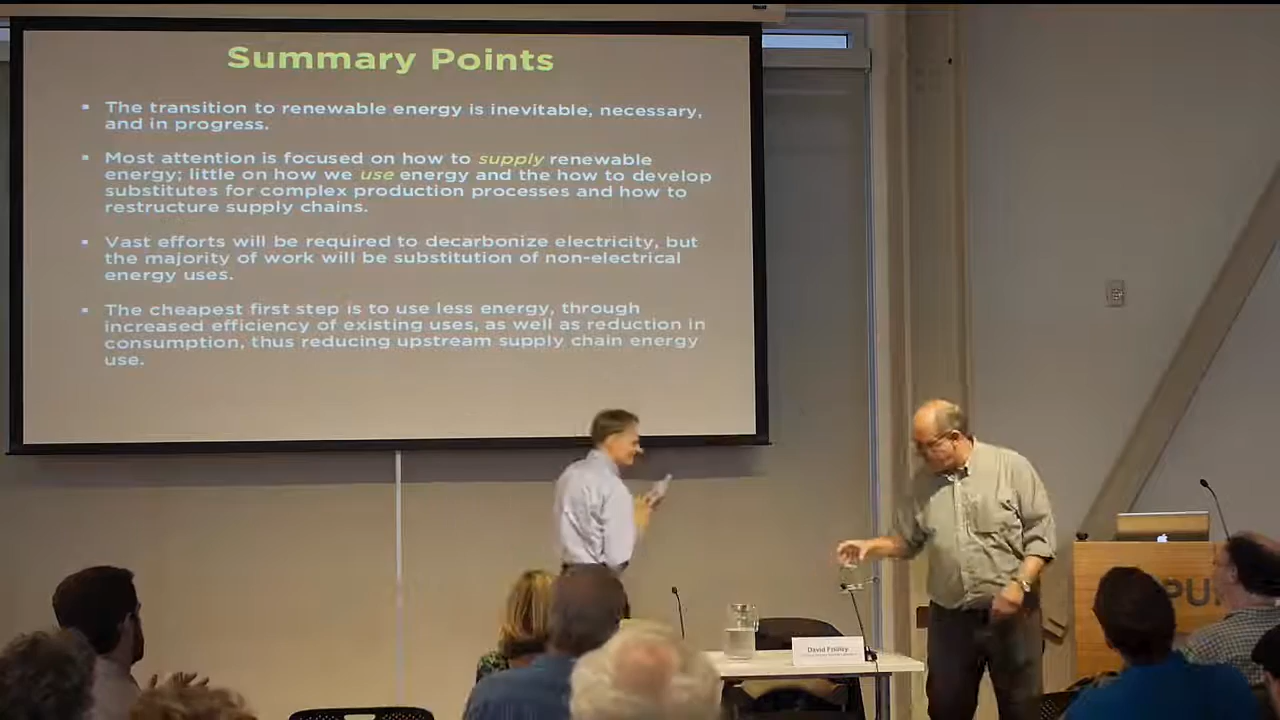 Summary Points
The transition to renewable energy is inevitable, necessary,
and in progress.
Most attention is focused on how to supply renewable
energy; little on how we use energy and the how to develop
substitutes for complex production processes and how to
restructure supply chains.
Vast efforts will be required to decarbonize electricity, but
the majority of work will be substitution of non-electrical
energy uses.
The cheapest first step is to use less energy, through
increased efficiency of existing uses, as well as reduction in
consumption, thus reducing upstream supply chain energy
use.
David Fridley